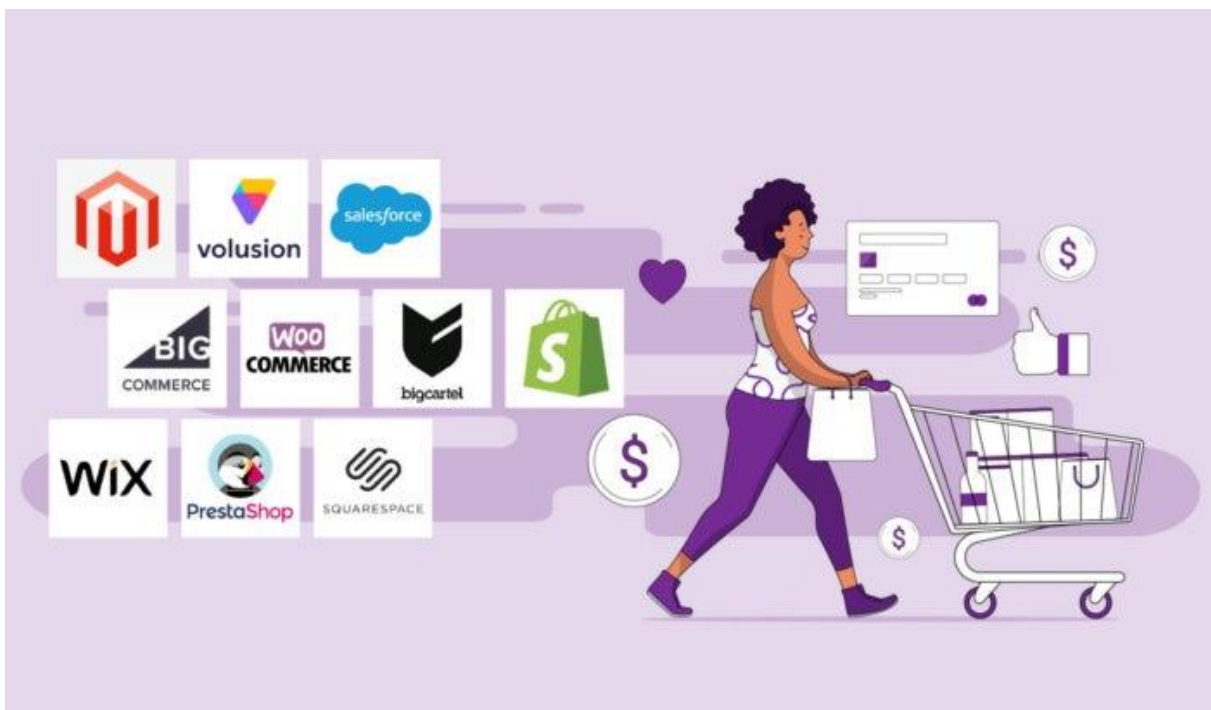 volusion
salesforce
BIG
COMMERCE
WOO
COMMERCE
bigcartel
S
WiX
PrestaShop
SQUARESPACE
$
$
$